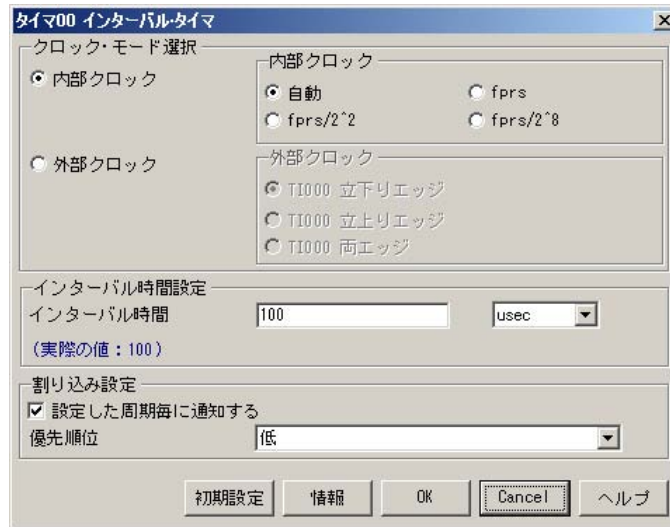 タイマ00 インターバル・タイマ
クロック・モード選択
内部クロック
内部クロック
自動
fprs
fprs/2^2
fprs/2^8
外部クロック
外部クロック
TI000 立下りエッジ
TI000 立上りエッジ
TI000 両エッジ
インターバル時間設定
インターバル時間
100
usec
(実際の値：100)
割り込み設定
設定した周期毎に通知する
優先順位
低
初期設定
情報
OK
Cancel
ヘルプ